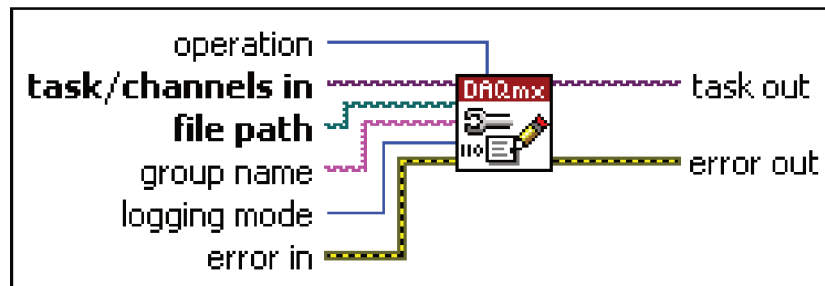 operation
task/channels in
file path
group name
logging mode
error in
DAQmx
task out
error out